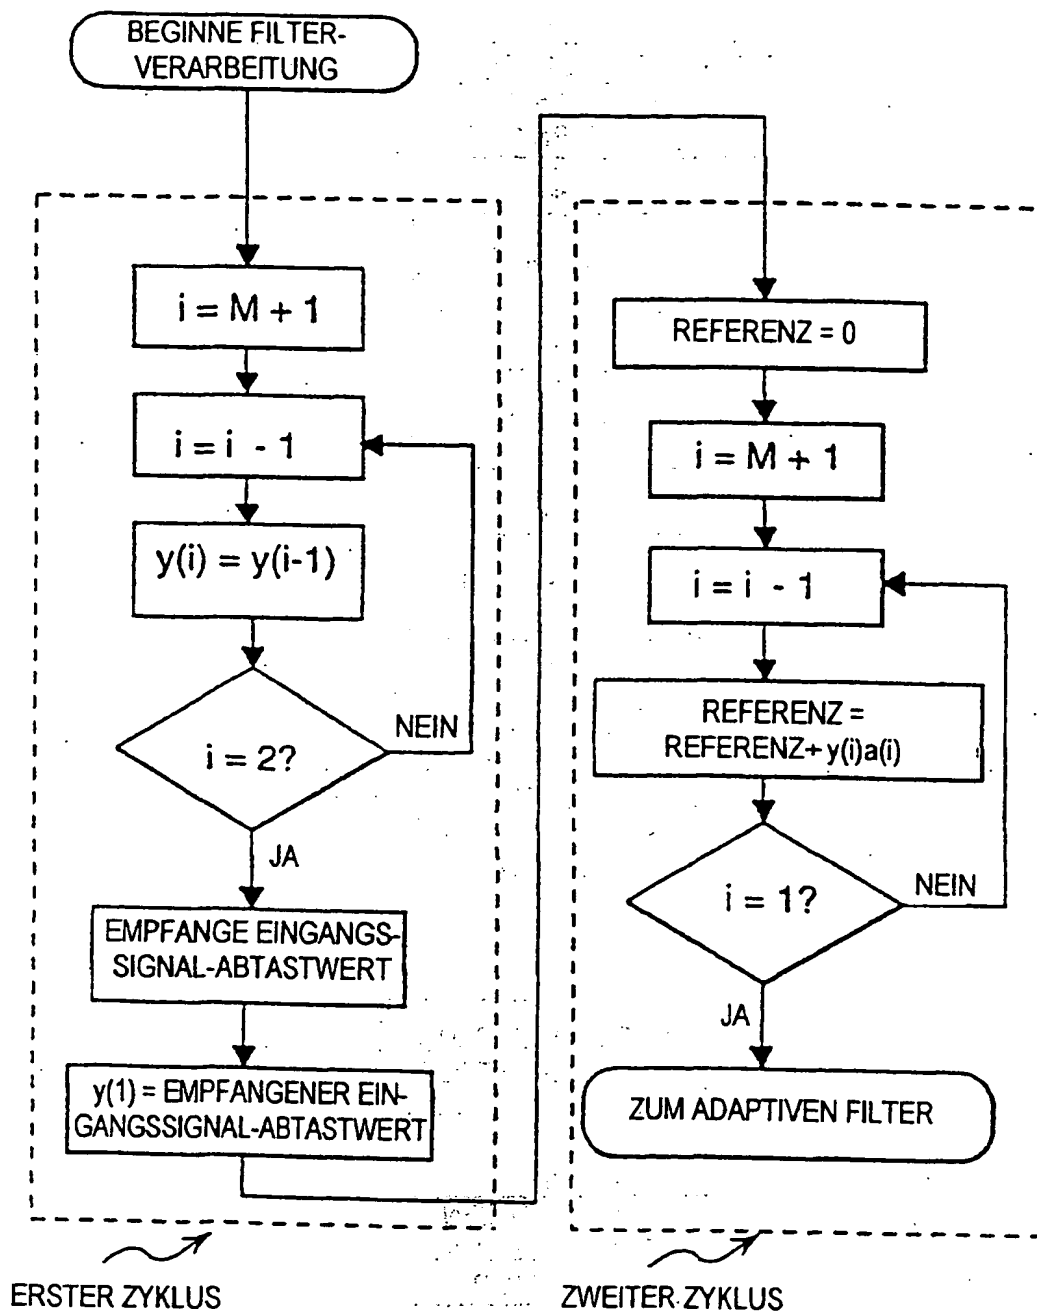 BEGINNE FILTER-
VERARBEITUNG
i = M + 1
i = i - 1
y(i) = y(i-1)
i = 2?
NEIN
JA
EMPFANGE EINGANGS-
SIGNAL-ABTASTWERT
y(1) = EMPFANGENER EIN-
GANGSSIGNAL-ABTASTWERT
ERSTER ZYKLUS
REFERENZ = 0
i = M + 1
i = i - 1
REFERENZ =
REFERENZ+ y(i)a(i)
i = 1?
NEIN
JA
ZUM ADAPTIVEN FILTER
ZWEITER ZYKLUS